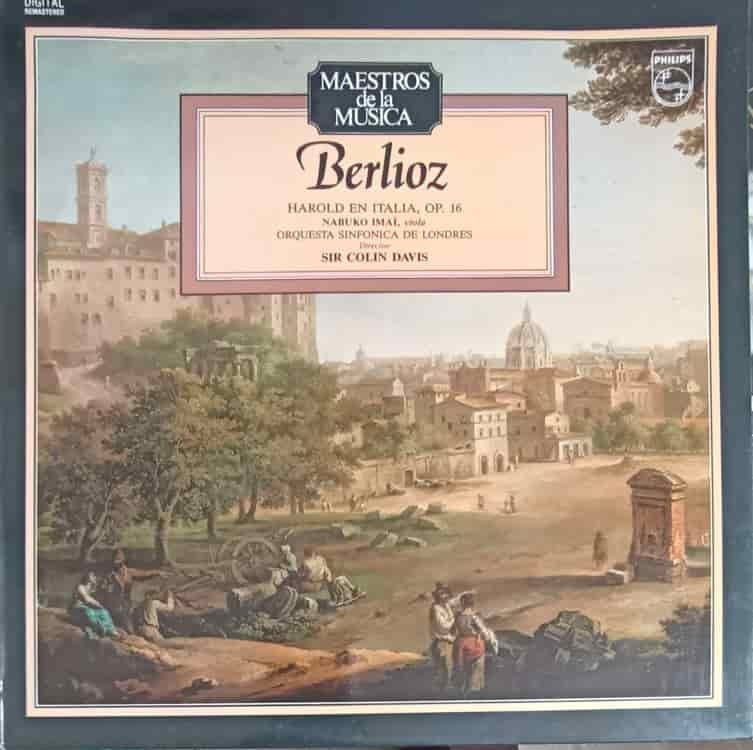 DIGITAL
REMASTERED
PHILIPS
MAESTROS
de la
MUSICA
Berlioz
HAROLD EN ITALIA, OP. 16
NABUKO IMAÏ, viola
ORQUESTA SINFONICA DE LONDRES
Director
SIR COLIN DAVIS